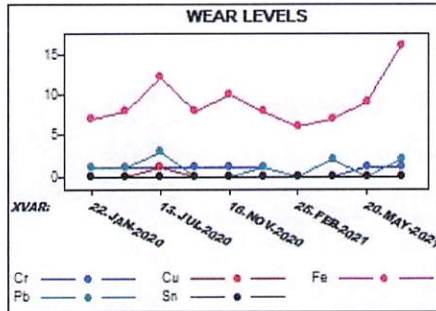 WEAR LEVELS
15
10
5
0
XVAR:
22-JAN-2020
13-JUL-2020
16-NOV-2020
25-FEB-2021
20-MAY-2021
Cr
Cu
Fe
Pb
Sn